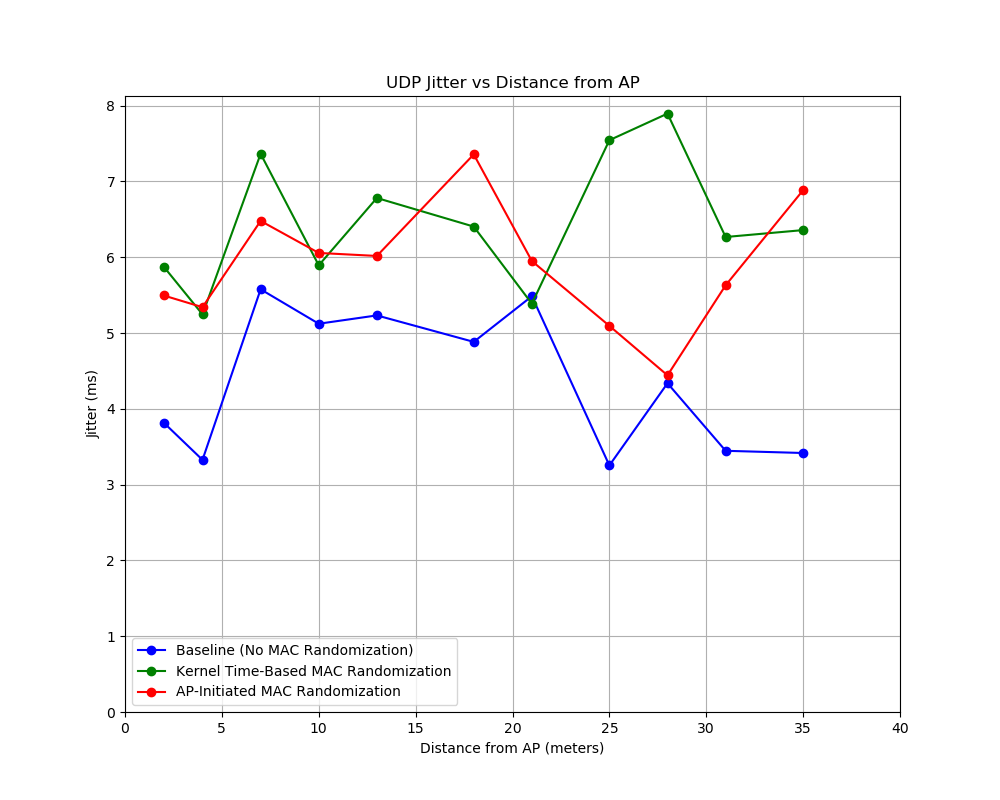 UDP Jitter vs Distance from AP
Jitter (ms)
8
7
6
5
4
3
2
1
0
Baseline (No MAC Randomization)
Kernel Time-Based MAC Randomization
AP-Initiated MAC Randomization
0 5 10 15 20 25 30 35 40
Distance from AP (meters)